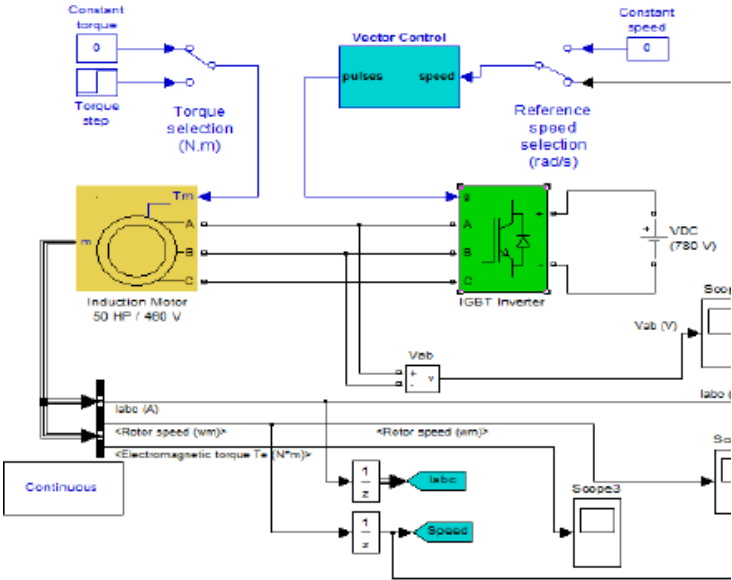 Constant
torque
0
Torque
step
Torque
selection
(N.m)
Vector Control
pulses
speed
Constant
speed
0
Reference
speed
selection
(rad/s)
Tm
m
A
B
C
Induction Motor
50 HP / 460 V
g
A
B
C
+
-
IGBT Inverter
+
VDC
(780 V)
Vab
+
-
v
Vab (V)
Scope
Iabc (A)
Iabc (
<Rotor speed (wm)>
<Rotor speed (wm)>
<Electromagnetic torque Te (N*m)>
Sco
Continuous
1
z
Iabc
1
z
Speed
Scope3